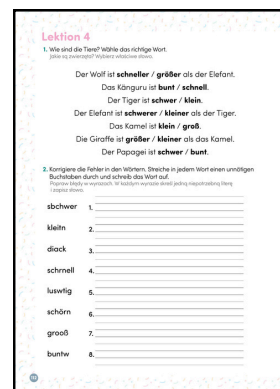 Lektion 4
1. Wie sind die Tiere? Wähle das richtige Wort.
Jakie są zwierzęta? Wybierz właściwe słowo.
Der Wolf ist schneller / größer als der Elefant.
Das Känguru ist bunt / schnell.
Der Tiger ist schwer / klein.
Der Elefant ist schwerer / kleiner als der Tiger.
Das Kamel ist klein / groß.
Die Giraffe ist größer / kleiner als das Kamel.
Der Papagei ist schwer / bunt.
2. Korrigiere die Fehler in den Wörtern. Streiche in jedem Wort einen unnötigen
Buchstaben durch und schreib das Wort auf.
Popraw błędy w wyrazach. W każdym wyrazie skreśl jedną niepotrzebną literę
i zapisz słowa.
sbchwer 1.
kleitn 2.
diack 3.
schrnell 4.
luswtig 5.
schörn 6.
grooß 7.
buntw 8.